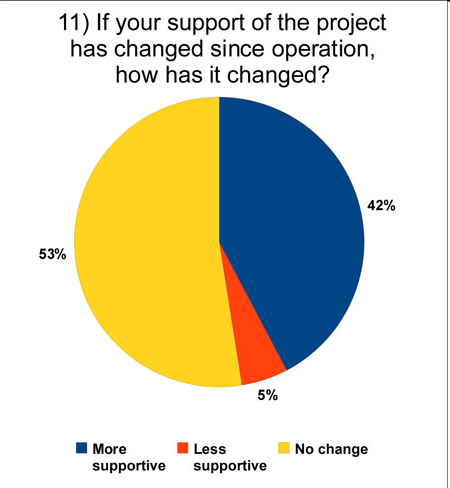 11) If your support of the project
has changed since operation,
how has it changed?
42%
53%
5%
More
supportive
Less
supportive
No change